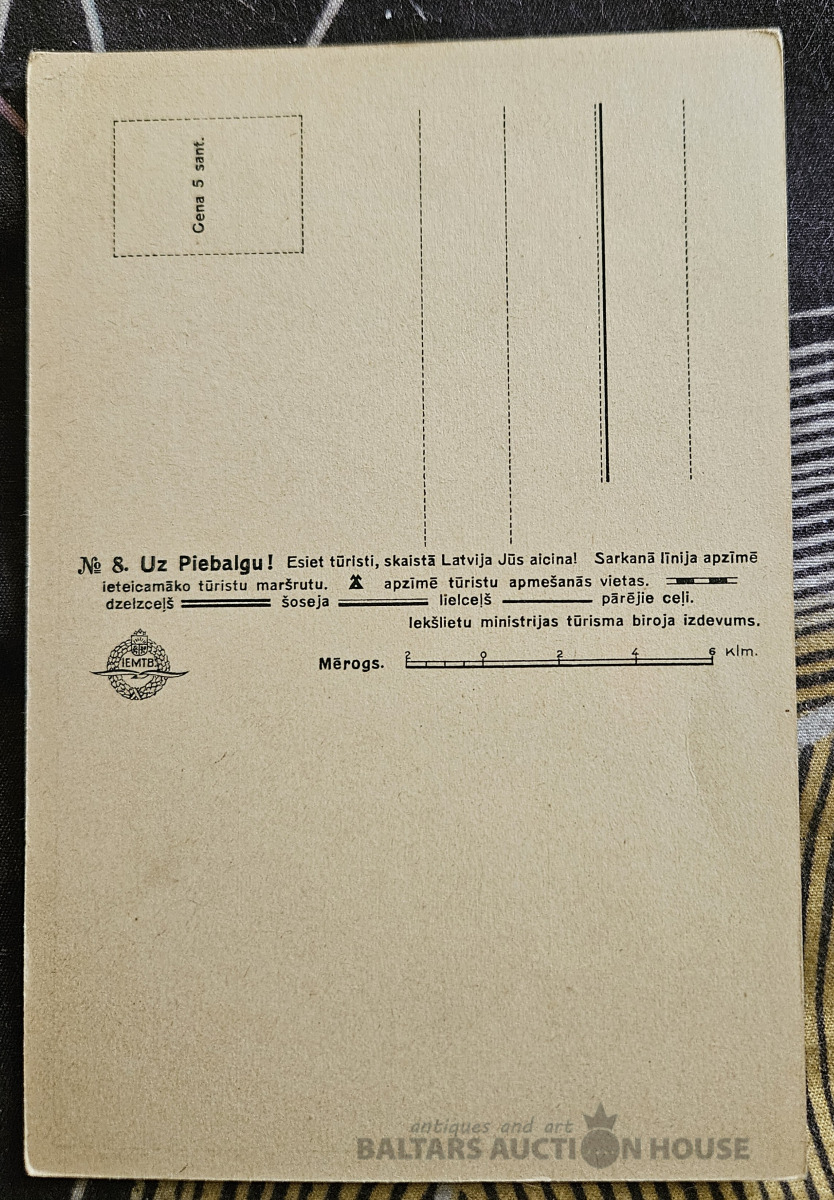 Cena 5 sant.
№ 8. Uz Piebalgu! Esiet tūristi, skaistā Latvija Jūs aicina! Sarkanā līnija apzīmē
ieteicamāko tūristu maršrutu. apzīmē tūristu apmešanās vietas.
dzelzceļš šoseja lielceļš pārējie ceļi.
Iekšlietu ministrijas tūrisma biroja izdevums.
IEMTB
Mērogs. 2 0 2 4 6 Klm.
antiques and art
BALTARS AUCTION HOUSE